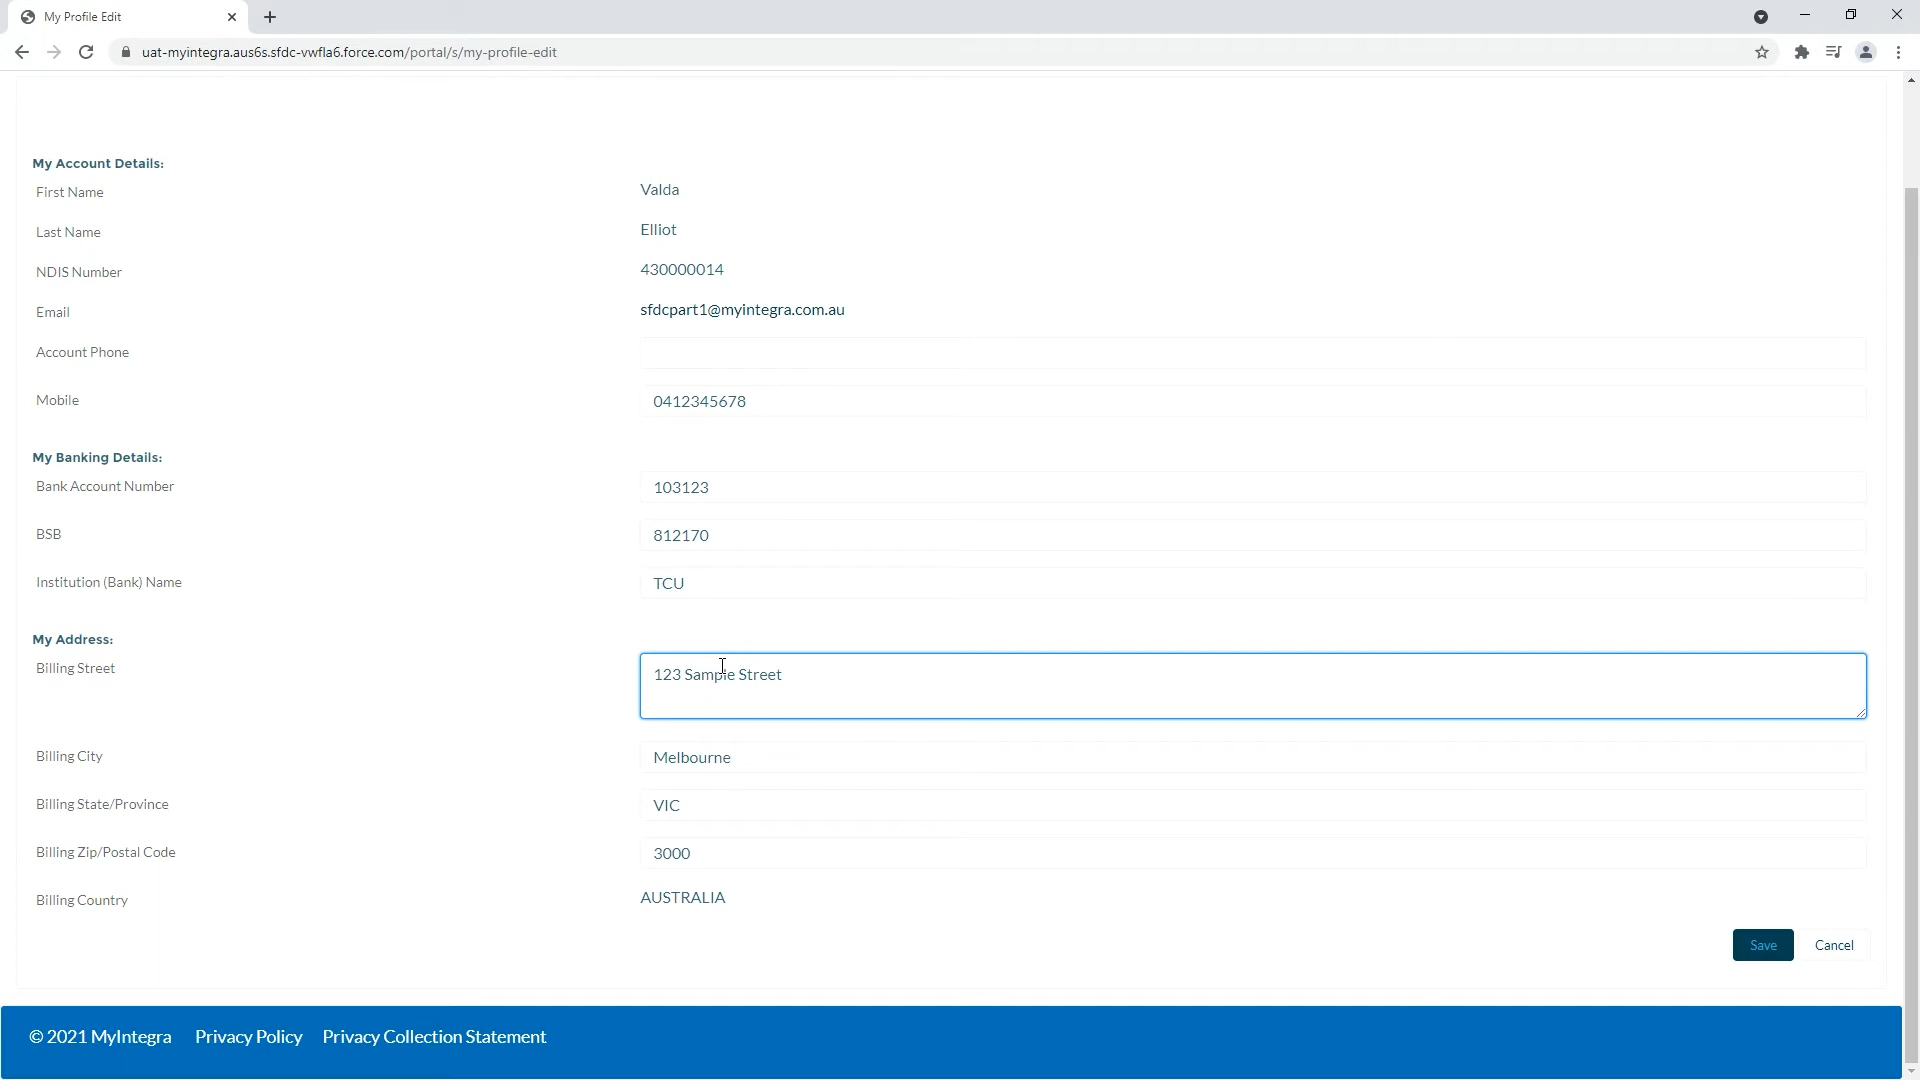 My Profile Edit
uat-myintegra.aus6s.sfdc-vwfla6.force.com/portal/s/my-profile-edit
My Account Details:
First Name Valda
Last Name Elliot
NDIS Number 430000014
Email sfdcpart1@myintegra.com.au
Account Phone
Mobile 0412345678
My Banking Details:
Bank Account Number 103123
BSB 812170
Institution (Bank) Name TCU
My Address:
Billing Street 123 Sample Street
Billing City Melbourne
Billing State/Province VIC
Billing Zip/Postal Code 3000
Billing Country AUSTRALIA
Save Cancel
© 2021 MyIntegra Privacy Policy Privacy Collection Statement